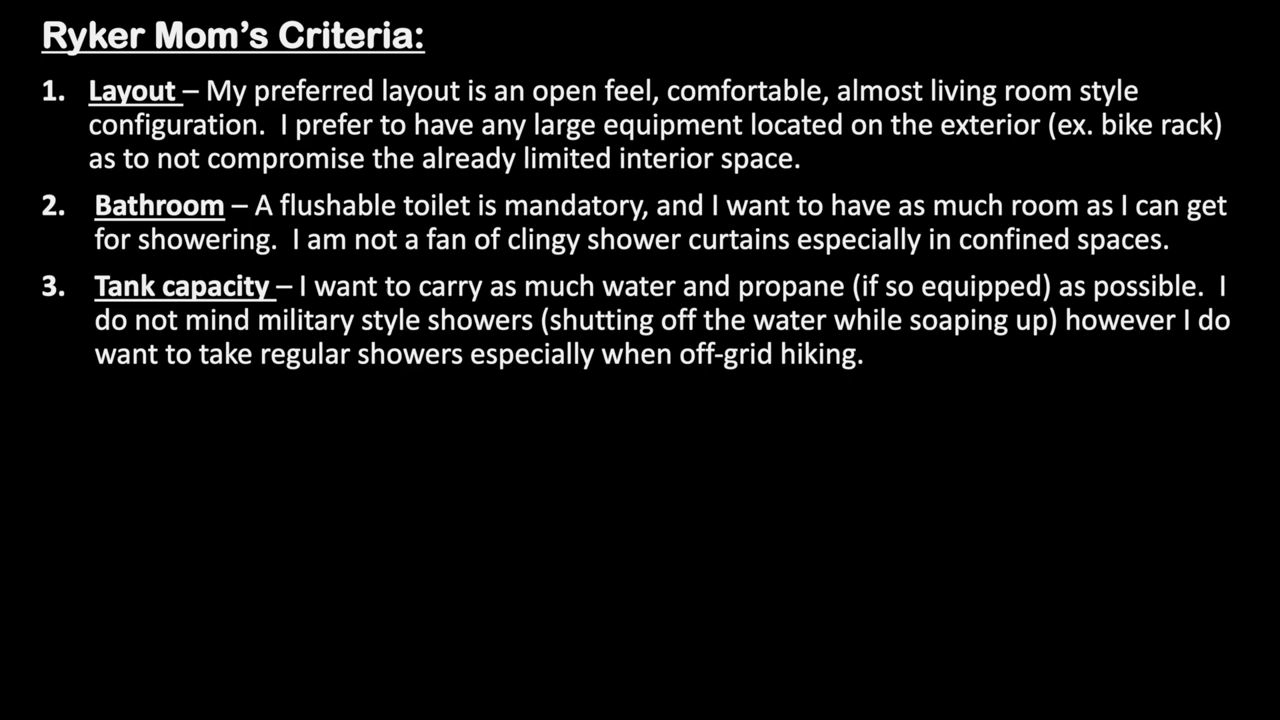 Ryker Mom's Criteria:
1. Layout – My preferred layout is an open feel, comfortable, almost living room style
configuration.  I prefer to have any large equipment located on the exterior (ex. bike rack)
as to not compromise the already limited interior space.
2. Bathroom – A flushable toilet is mandatory, and I want to have as much room as I can get
for showering.  I am not a fan of clingy shower curtains especially in confined spaces.
3. Tank capacity – I want to carry as much water and propane (if so equipped) as possible.  I
do not mind military style showers (shutting off the water while soaping up) however I do
want to take regular showers especially when off-grid hiking.